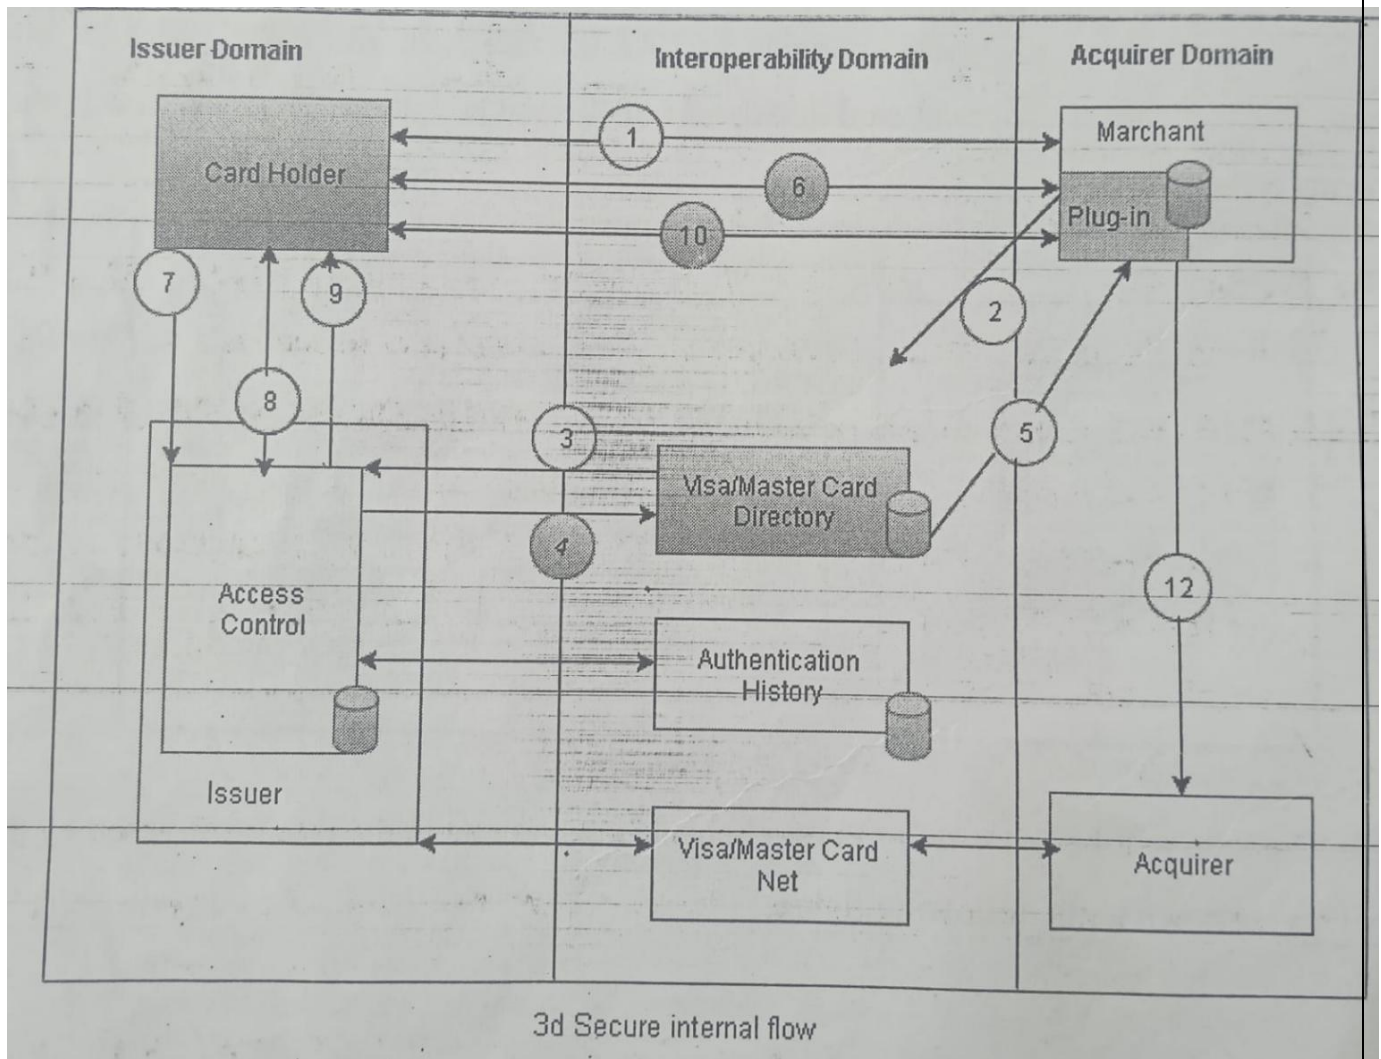 Issuer Domain
Interoperability Domain
Acquirer Domain
Card Holder
1
Marchant
6
Plug-in
10
7
9
2
8
3
5
Visa/Master Card
Directory
4
Access
Control
12
Authentication
History
Issuer
Visa/Master Card
Net
Acquirer
3d Secure internal flow